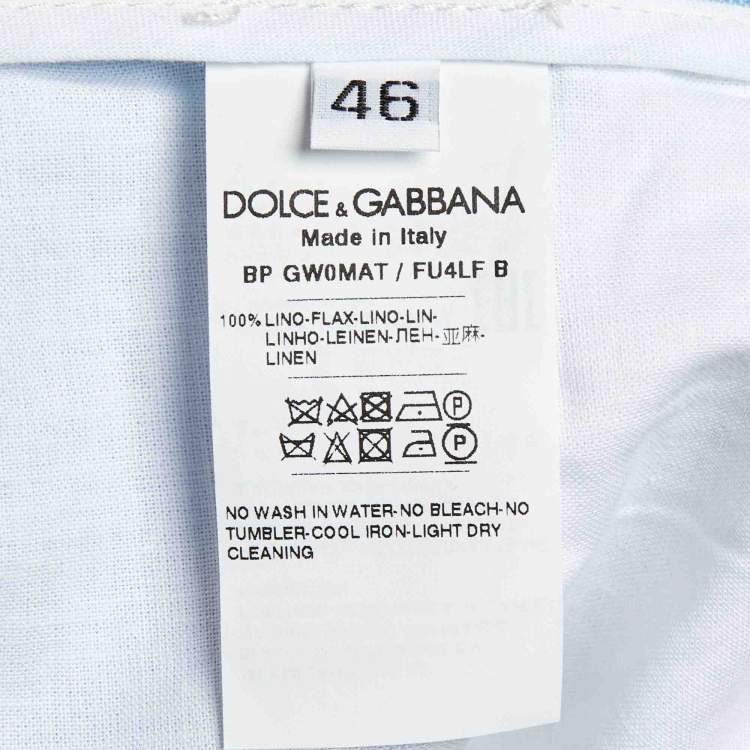 46
DOLCE & GABBANA
Made in Italy
BP GW0MAT / FU4LF B
100% LINO-FLAX-LINO-LIN-
LINHO-LEINEN-ЛЕН-亚麻-
LINEN
P
P
NO WASH IN WATER-NO BLEACH-NO
TUMBLER-COOL IRON-LIGHT DRY
CLEANING